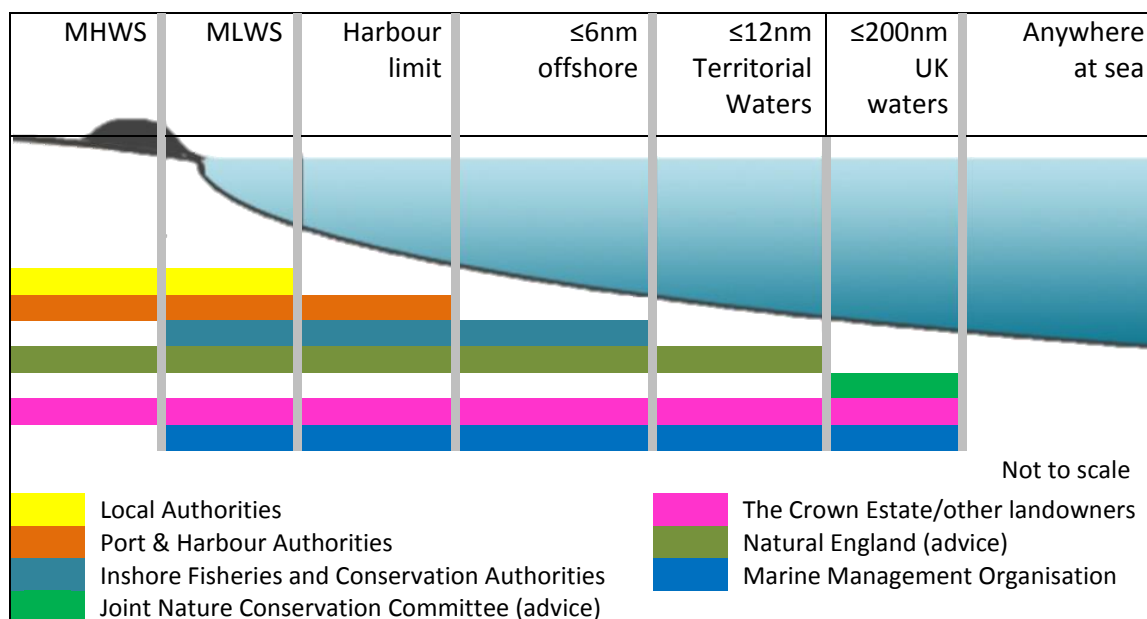 MHWS
MLWS
Harbour
limit
≤6nm
offshore
≤12nm
Territorial
Waters
≤200nm
UK
waters
Anywhere
at sea
Not to scale
Local Authorities
Port & Harbour Authorities
Inshore Fisheries and Conservation Authorities
Joint Nature Conservation Committee (advice)
The Crown Estate/other landowners
Natural England (advice)
Marine Management Organisation